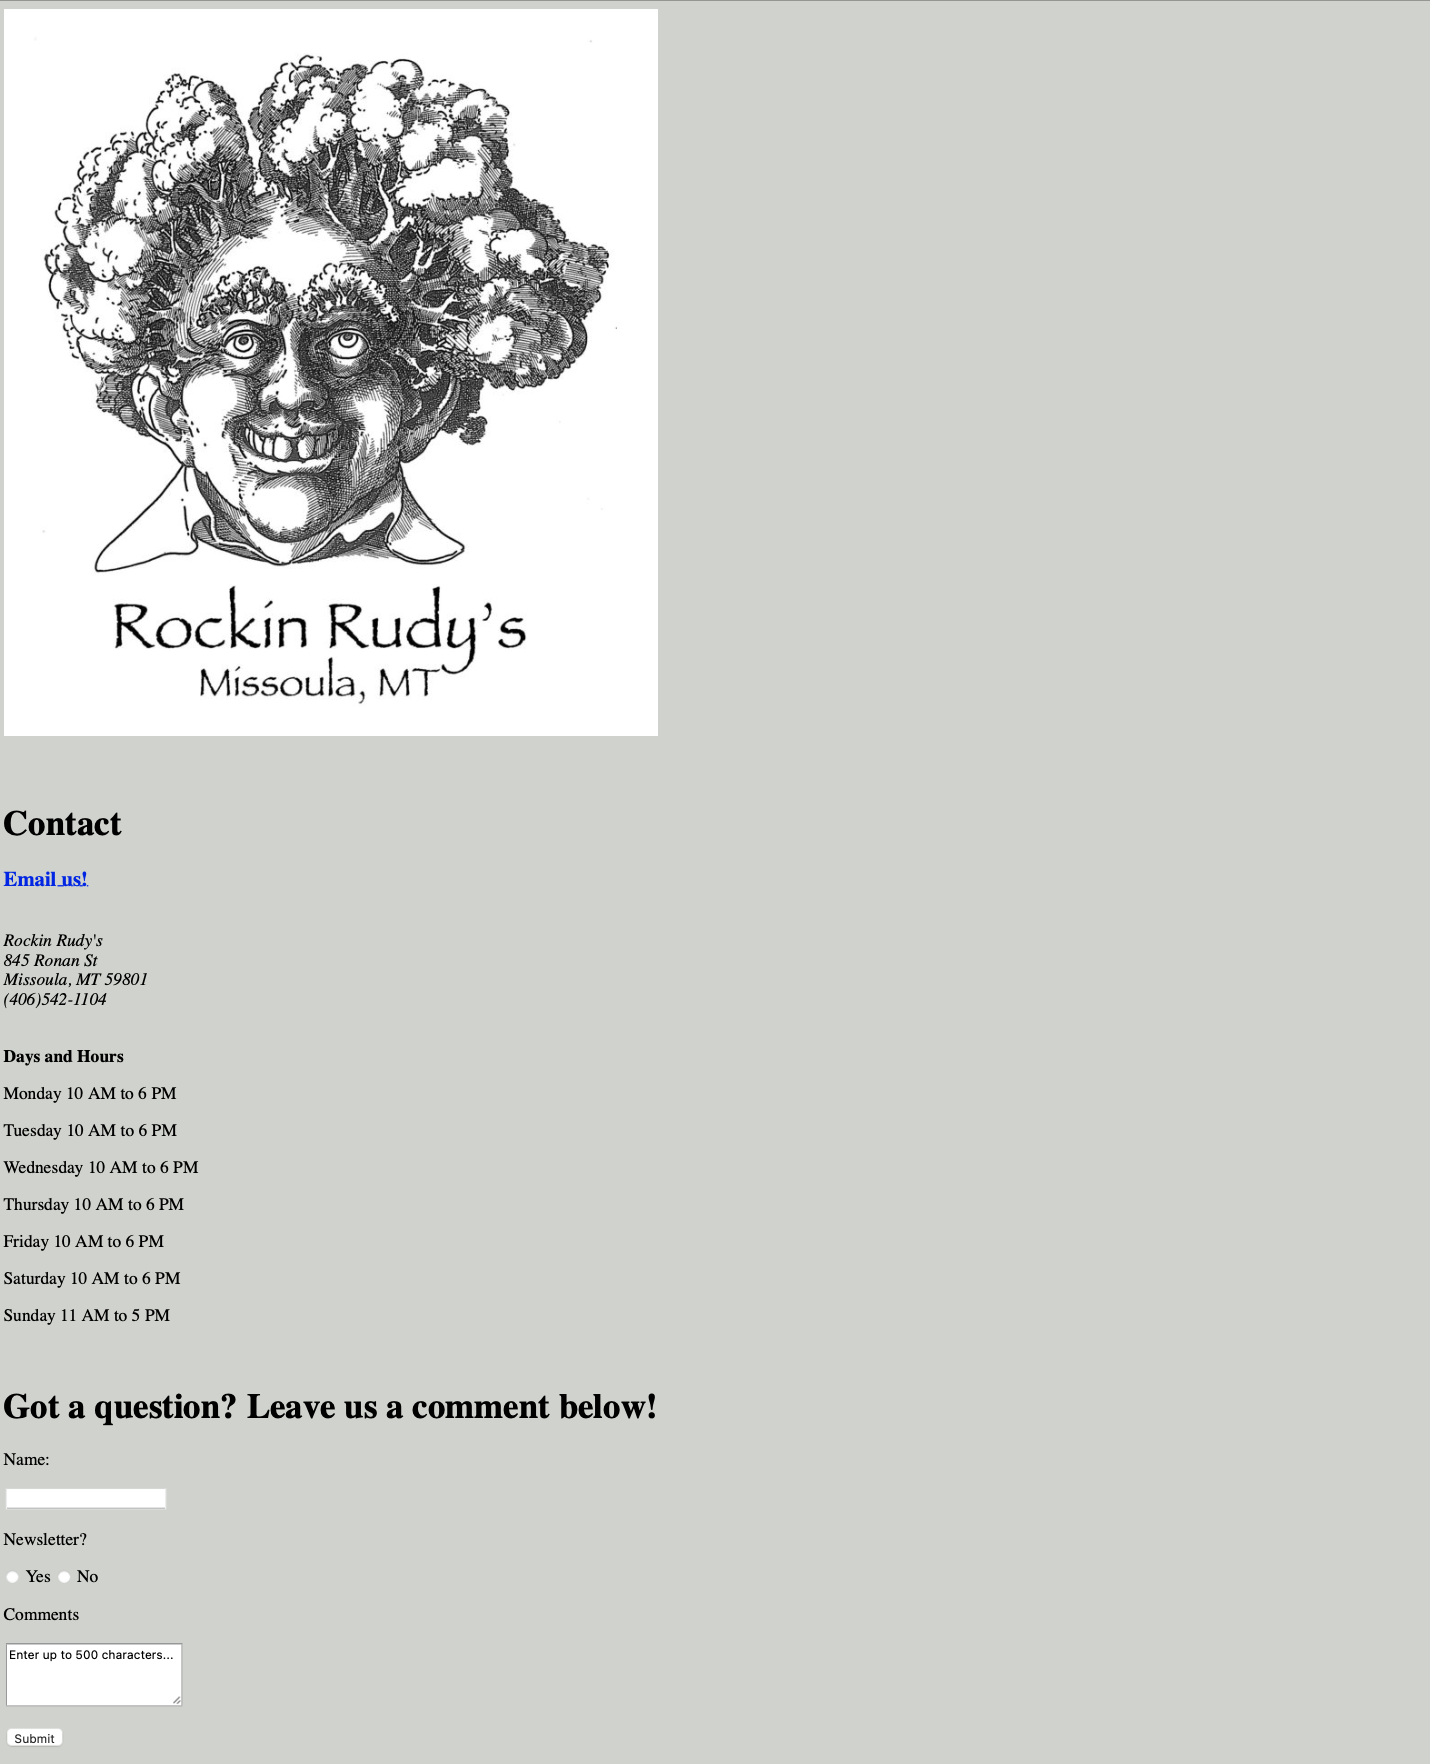 Rockin Rudy's
Missoula, MT
Contact
Email us!
Rockin Rudy's
845 Ronan St
Missoula, MT 59801
(406)542-1104
Days and Hours
Monday 10 AM to 6 PM
Tuesday 10 AM to 6 PM
Wednesday 10 AM to 6 PM
Thursday 10 AM to 6 PM
Friday 10 AM to 6 PM
Saturday 10 AM to 6 PM
Sunday 11 AM to 5 PM
Got a question? Leave us a comment below!
Name:
Newsletter?
Yes No
Comments
Enter up to 500 characters...
Submit